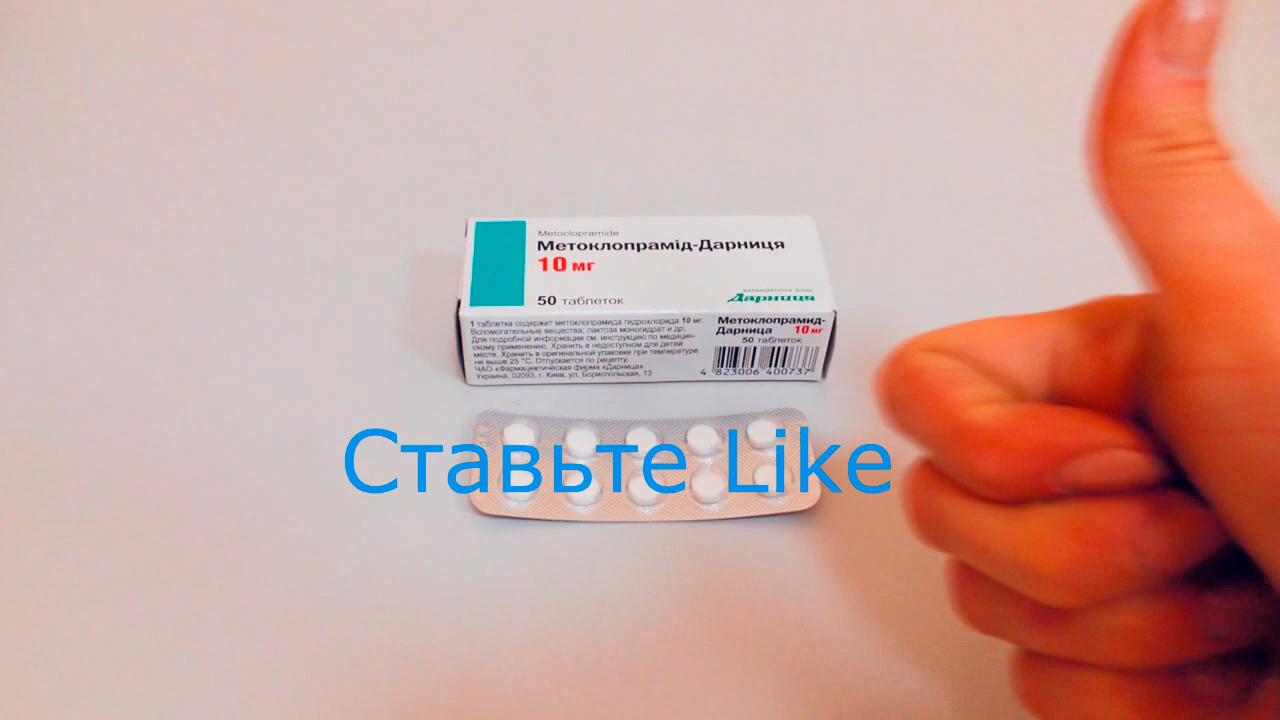 Metoclopramide
Метоклопрамід-Дарниця
10 мг
50 таблеток
Дарниця
1 таблетка содержит метоклопрамида гидрохлорида 10 мг.
Вспомогательные вещества: лактоза моногидрат и др.
Для подробной информации см. инструкцию по медицин-
скому применению. Хранить в недоступном для детей
месте. Хранить в оригинальной упаковке при температуре
не выше 25 °C. Отпускается по рецепту.
ЧАО «Фармацевтическая фирма «Дарница»
Украина, 02093, г. Киев, ул. Бориспольская, 13
Метоклопрамид-
Дарница 10 мг
50 таблеток
4 823006 400737
Ставьте Like